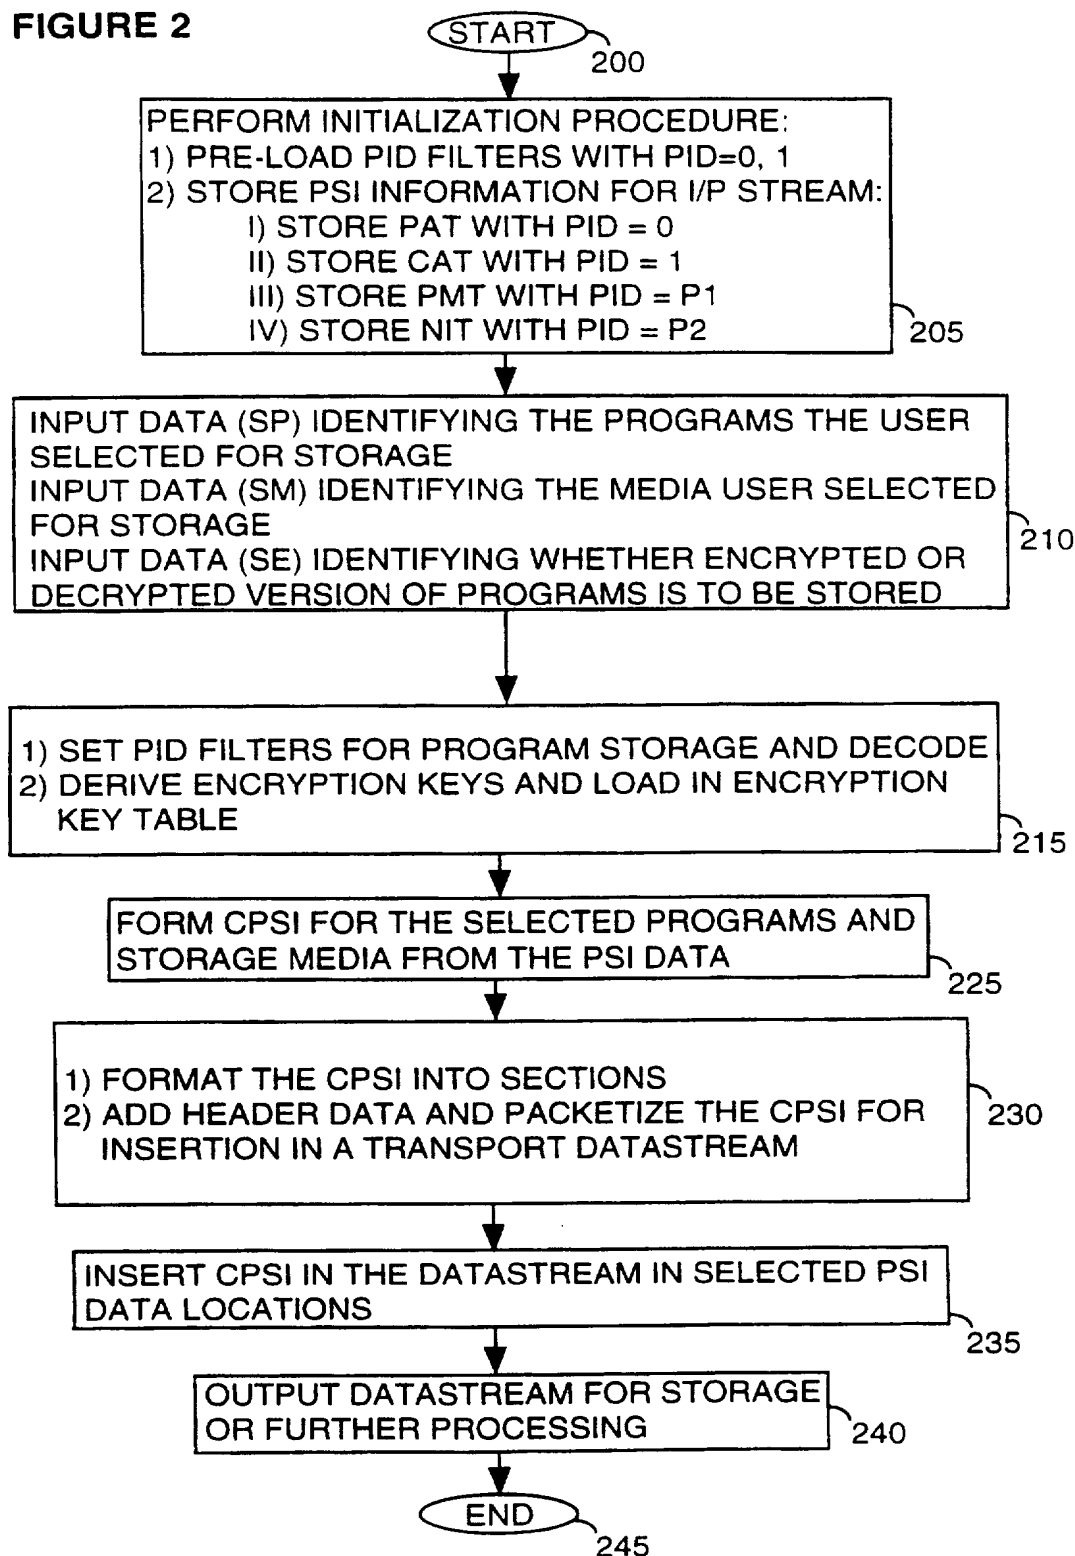 FIGURE 2
START
200
PERFORM INITIALIZATION PROCEDURE:
1) PRE-LOAD PID FILTERS WITH PID=0, 1
2) STORE PSI INFORMATION FOR I/P STREAM:
I) STORE PAT WITH PID = 0
II) STORE CAT WITH PID = 1
III) STORE PMT WITH PID = P1
IV) STORE NIT WITH PID = P2
205
INPUT DATA (SP) IDENTIFYING THE PROGRAMS THE USER
SELECTED FOR STORAGE
INPUT DATA (SM) IDENTIFYING THE MEDIA USER SELECTED
FOR STORAGE
INPUT DATA (SE) IDENTIFYING WHETHER ENCRYPTED OR
DECRYPTED VERSION OF PROGRAMS IS TO BE STORED
210
1) SET PID FILTERS FOR PROGRAM STORAGE AND DECODE
2) DERIVE ENCRYPTION KEYS AND LOAD IN ENCRYPTION
KEY TABLE
215
FORM CPSI FOR THE SELECTED PROGRAMS AND
STORAGE MEDIA FROM THE PSI DATA
225
1) FORMAT THE CPSI INTO SECTIONS
2) ADD HEADER DATA AND PACKETIZE THE CPSI FOR
INSERTION IN A TRANSPORT DATASTREAM
230
INSERT CPSI IN THE DATASTREAM IN SELECTED PSI
DATA LOCATIONS
235
OUTPUT DATASTREAM FOR STORAGE
OR FURTHER PROCESSING
240
END
245